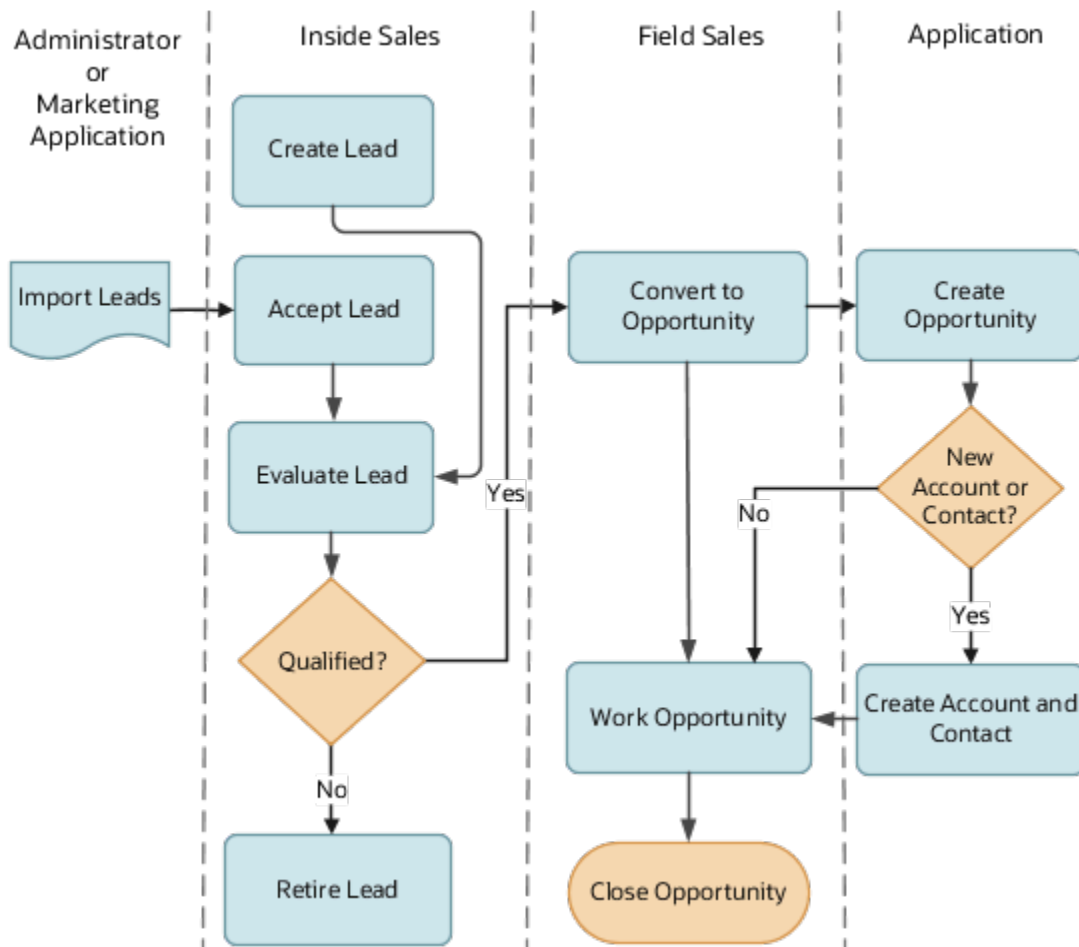 Administrator
or
Marketing
Application
Inside Sales
Field Sales
Application
Create Lead
Import Leads
Accept Lead
Convert to
Opportunity
Create
Opportunity
Evaluate Lead
Yes
New
Account or
Contact?
No
Yes
Qualified?
Work Opportunity
Create Account and
Contact
No
Retire Lead
Close Opportunity